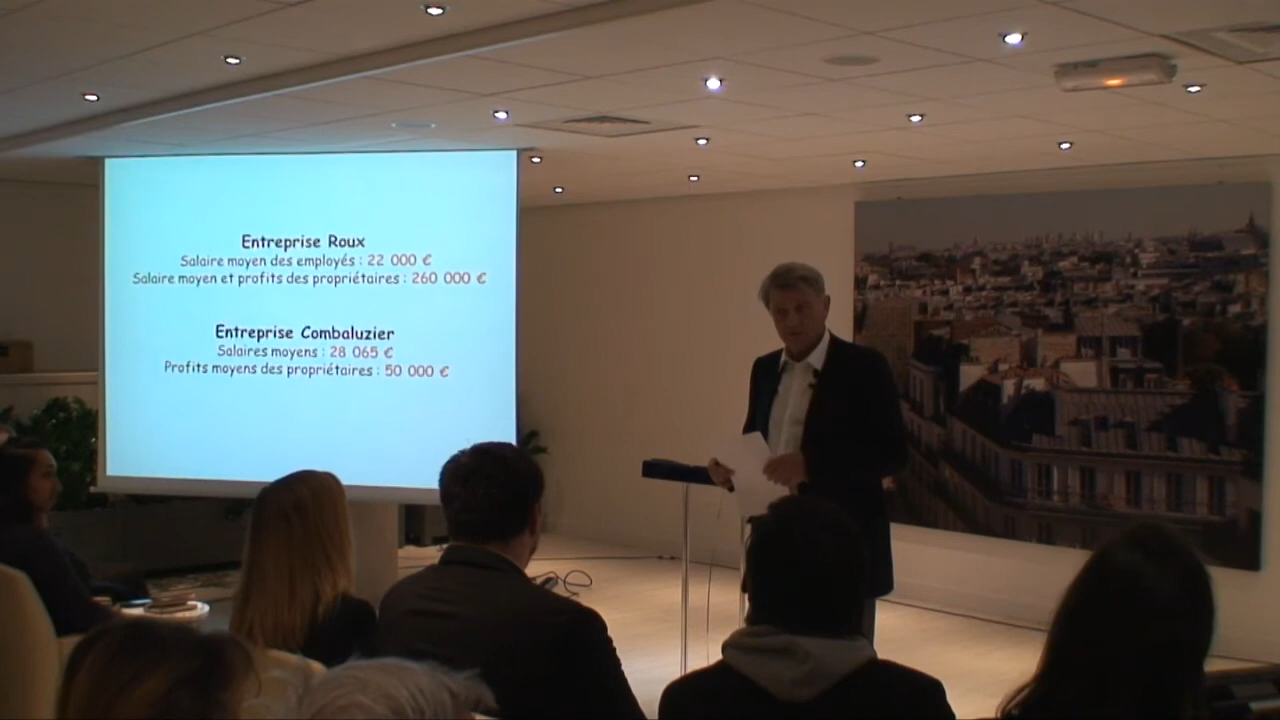 Entreprise Roux
Salaire moyen des employés : 22 000 €
Salaire moyen et profits des propriétaires : 260 000 €
Entreprise Combaluzier
Salaires moyens : 28 065 €
Profits moyens des propriétaires : 50 000 €